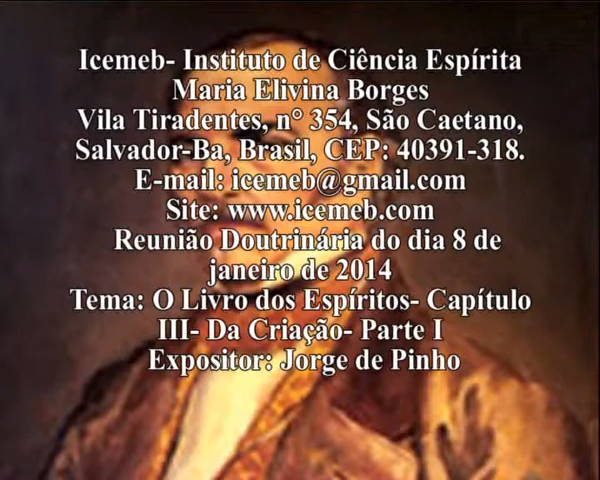 Icemeb- Instituto de Ciência Espírita
Maria Elivina Borges
Vila Tiradentes, n° 354, São Caetano,
Salvador-Ba, Brasil, CEP: 40391-318.
E-mail: icemeb@gmail.com
Site: www.icemeb.com
Reunião Doutrinária do dia 8 de
janeiro de 2014
Tema: O Livro dos Espíritos- Capítulo
III- Da Criação- Parte I
Expositor: Jorge de Pinho